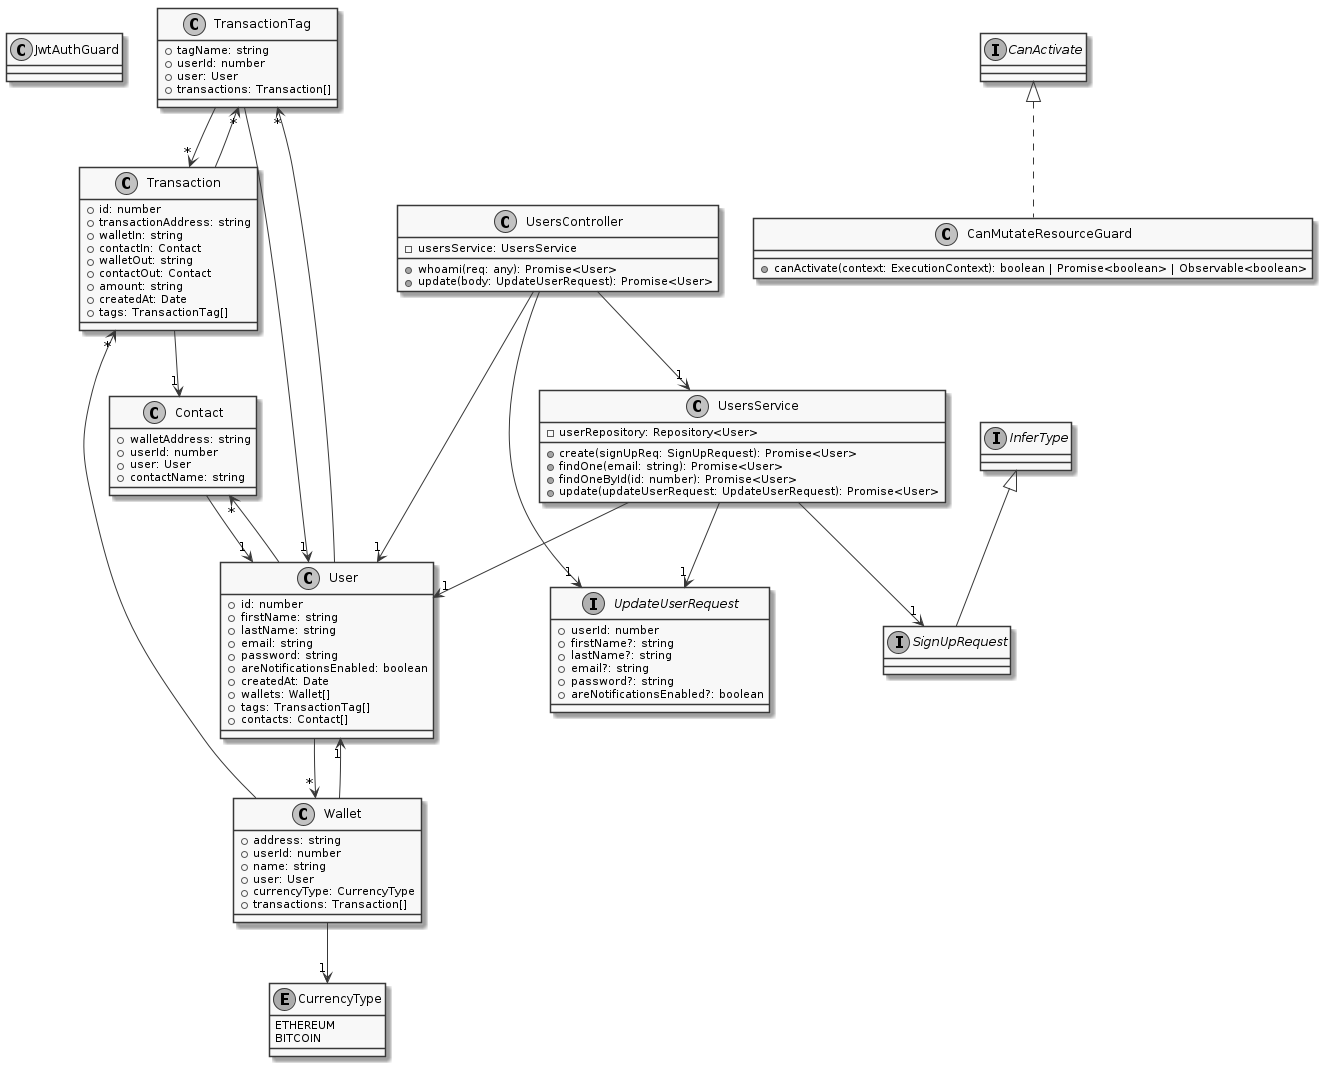 C JwtAuthGuard
C TransactionTag
tagName: string
userId: number
user: User
transactions: Transaction[]
I CanActivate
* * *
*
C Transaction
id: number
transactionAddress: string
walletIn: string
contactIn: Contact
walletOut: string
contactOut: Contact
amount: string
createdAt: Date
tags: TransactionTag[]
C UsersController
usersService: UsersService
whoami(req: any): Promise<User>
update(body: UpdateUserRequest): Promise<User>
C CanMutateResourceGuard
canActivate(context: ExecutionContext): boolean | Promise<boolean> | Observable<boolean>
*
1
1
C Contact
walletAddress: string
userId: number
user: User
contactName: string
C UsersService
userRepository: Repository<User>
create(signUpReq: SignUpRequest): Promise<User>
findOne(email: string): Promise<User>
findOneById(id: number): Promise<User>
update(updateUserRequest: UpdateUserRequest): Promise<User>
I InferType
*
1 1 1
1 1 1
1
C User
id: number
firstName: string
lastName: string
email: string
password: string
areNotificationsEnabled: boolean
createdAt: Date
wallets: Wallet[]
tags: TransactionTag[]
contacts: Contact[]
I UpdateUserRequest
userId: number
firstName?: string
lastName?: string
email?: string
password?: string
areNotificationsEnabled?: boolean
I SignUpRequest
1
*
C Wallet
address: string
userId: number
name: string
user: User
currencyType: CurrencyType
transactions: Transaction[]
1
E CurrencyType
ETHEREUM
BITCOIN